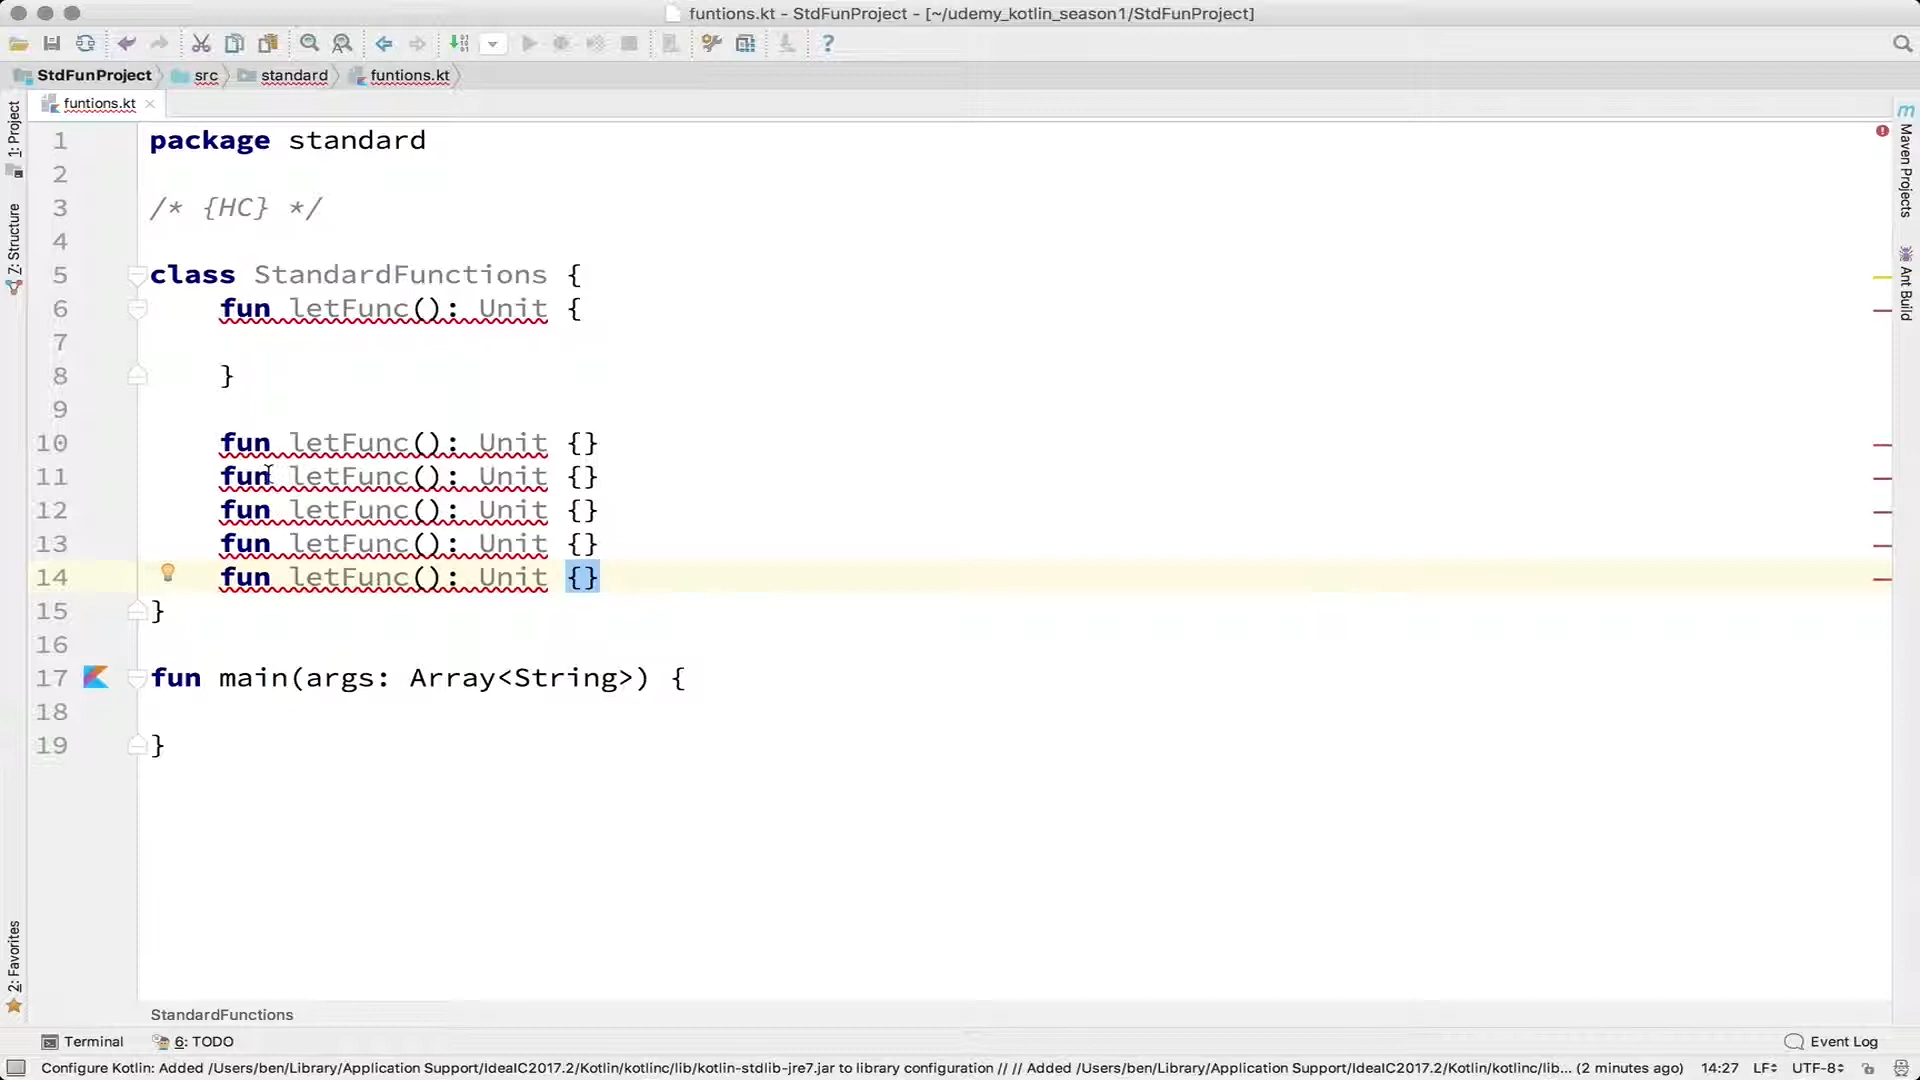 funtions.kt - StdFunProject - [~/udemy_kotlin_season1/StdFunProject]
StdFunProject src standard funtions.kt
funtions.kt
1: Project
Z: Structure
2: Favorites
Maven Projects
Ant Build
1 package standard
2
3 /* {HC} */
4
5 class StandardFunctions {
6 fun letFunc(): Unit {
7
8 }
9
10 fun letFunc(): Unit {}
11 fun letFunc(): Unit {}
12 fun letFunc(): Unit {}
13 fun letFunc(): Unit {}
14 fun letFunc(): Unit {}
15 }
16
17 fun main(args: Array<String>) {
18
19 }
StandardFunctions
Terminal 6: TODO Event Log
Configure Kotlin: Added /Users/ben/Library/Application Support/IdeaIC2017.2/Kotlin/kotlinc/lib/kotlin-stdlib-jre7.jar to library configuration // // Added /Users/ben/Library/Application Support/IdeaIC2017.2/Kotlin/kotlinc/lib... (2 minutes ago) 14:27 LF UTF-8